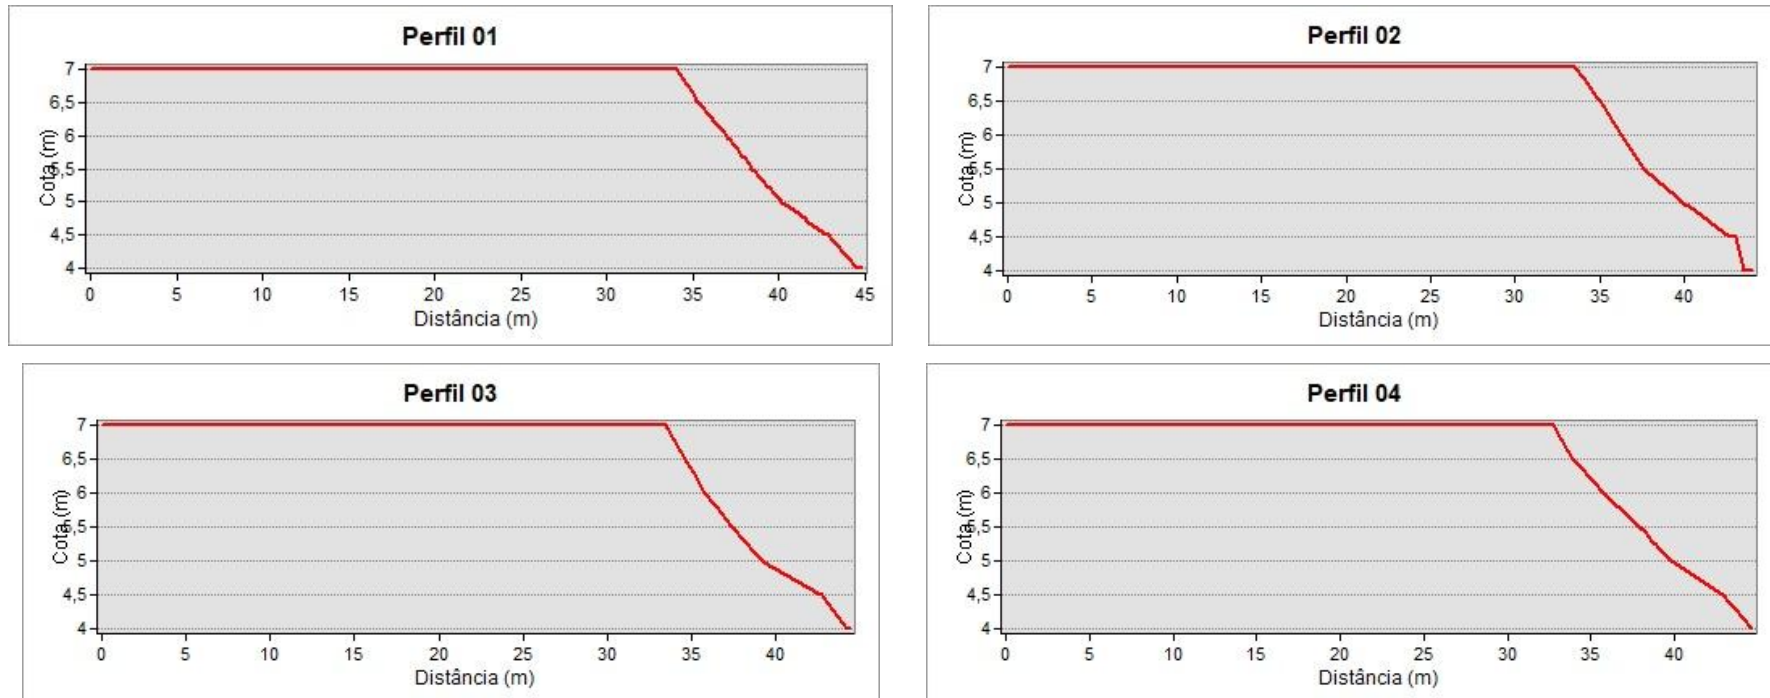 Perfil 01
7
6,5
6
5,5
5
4,5
4
Cota (m)
0 5 10 15 20 25 30 35 40 45
Distância (m)
Perfil 02
7
6,5
6
5,5
5
4,5
4
Cota (m)
0 5 10 15 20 25 30 35 40
Distância (m)
Perfil 03
7
6,5
6
5,5
5
4,5
4
Cota (m)
0 5 10 15 20 25 30 35 40
Distância (m)
Perfil 04
7
6,5
6
5,5
5
4,5
4
Cota (m)
0 5 10 15 20 25 30 35 40
Distância (m)